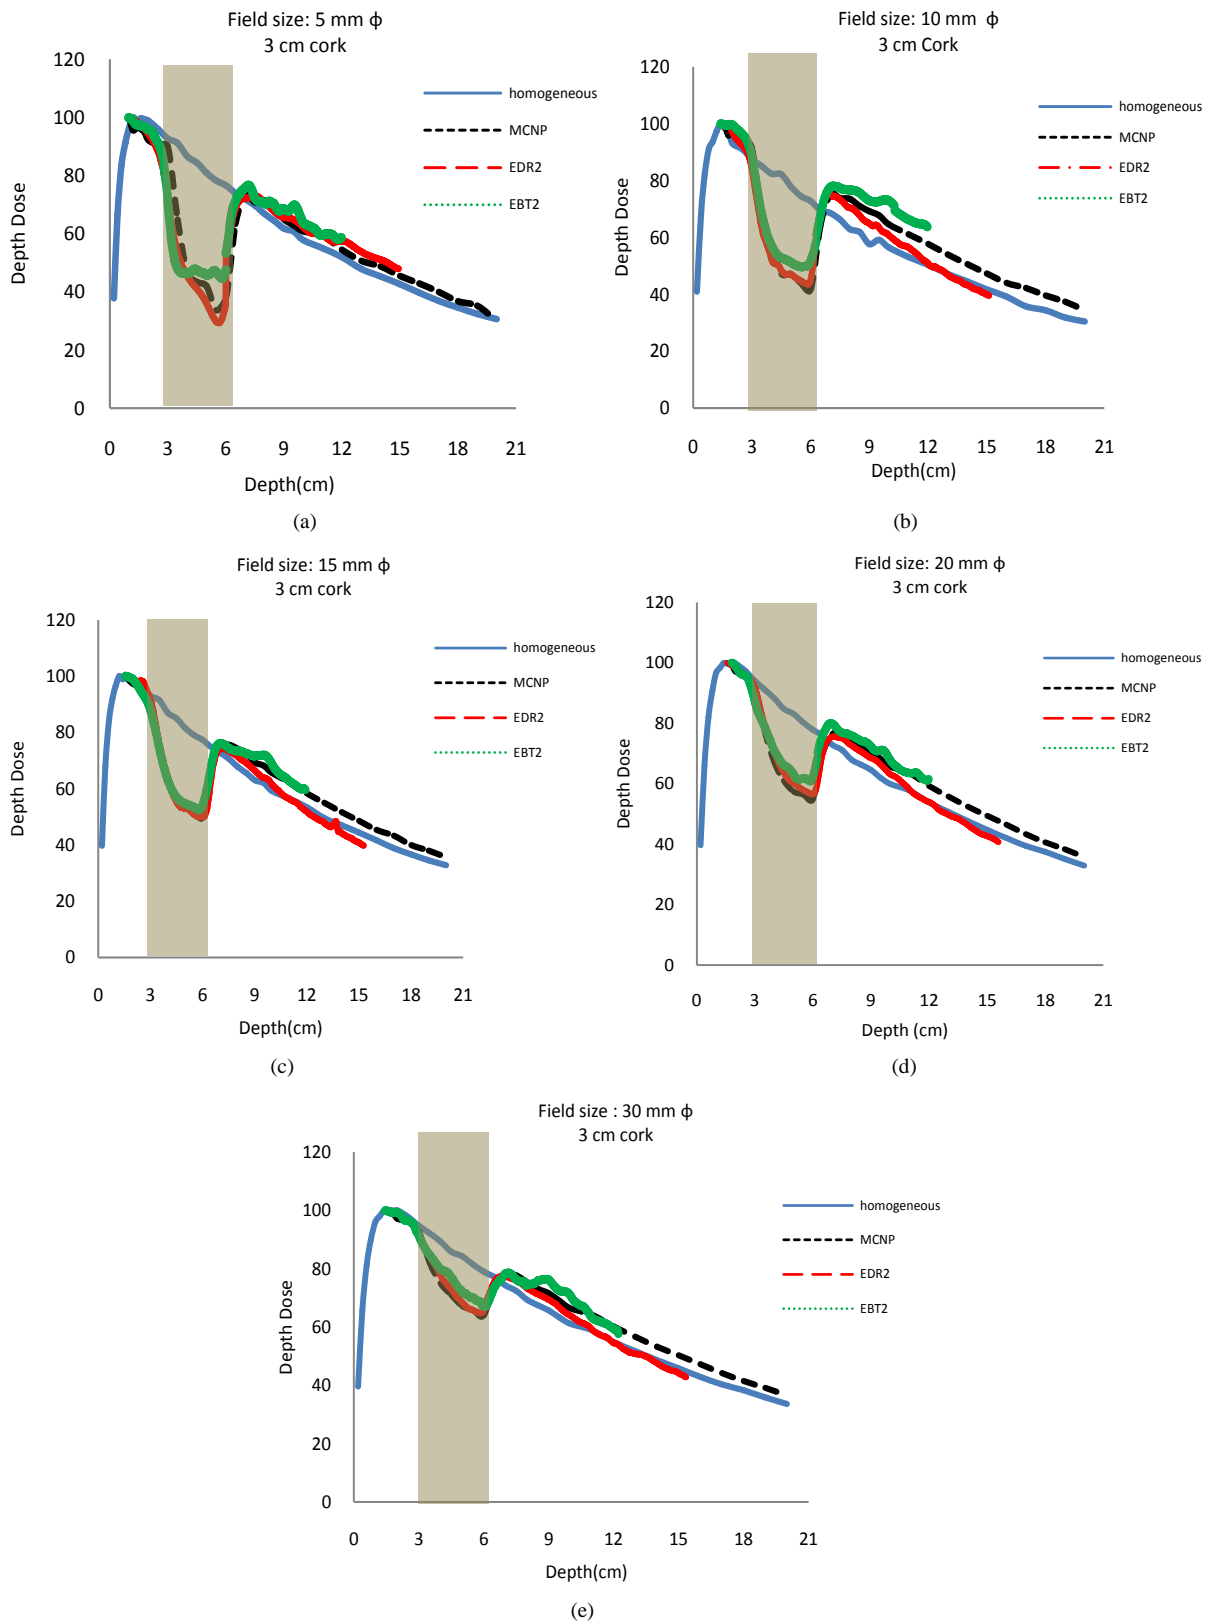 Field size: 5 mm ϕ
3 cm cork
120
100
80
60
40
20
0
Depth Dose
0 3 6 9 12 15 18 21
Depth(cm)
homogeneous
MCNP
EDR2
EBT2
(a)
Field size: 10 mm ϕ
3 cm Cork
120
100
80
60
40
20
0
Depth Dose
0 3 6 9 12 15 18 21
Depth(cm)
homogeneous
MCNP
EDR2
EBT2
(b)
Field size: 15 mm ϕ
3 cm cork
120
100
80
60
40
20
0
Depth Dose
0 3 6 9 12 15 18 21
Depth(cm)
homogeneous
MCNP
EDR2
EBT2
(c)
Field size: 20 mm ϕ
3 cm cork
120
100
80
60
40
20
0
Depth Dose
0 3 6 9 12 15 18 21
Depth (cm)
homogeneous
MCNP
EDR2
EBT2
(d)
Field size : 30 mm ϕ
3 cm cork
120
100
80
60
40
20
0
Depth Dose
0 3 6 9 12 15 18 21
Depth(cm)
homogeneous
MCNP
EDR2
EBT2
(e)